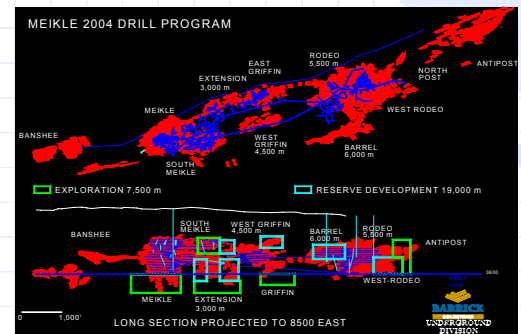 MEIKLE 2004 DRILL PROGRAM
RODEO
5,500 m
EAST
GRIFFIN
EXTENSION
3,000 m
NORTH
POST
ANTIPOST
MEIKLE
WEST RODEO
BANSHEE
WEST
GRIFFIN
4,500 m
BARREL
6,000 m
SOUTH
MEIKLE
EXPLORATION 7,500 m
RESERVE DEVELOPMENT 19,000 m
SOUTH
MEIKLE
WEST GRIFFIN
4,500 m
BARREL
6,000 m
RODEO
5,500 m
BANSHEE
ANTIPOST
3600
WEST-RODEO
MEIKLE
EXTENSION
3,000 m
GRIFFIN
0
1,000'
LONG SECTION PROJECTED TO 8500 EAST
BARRICK
UNDERGROUND
DIVISION